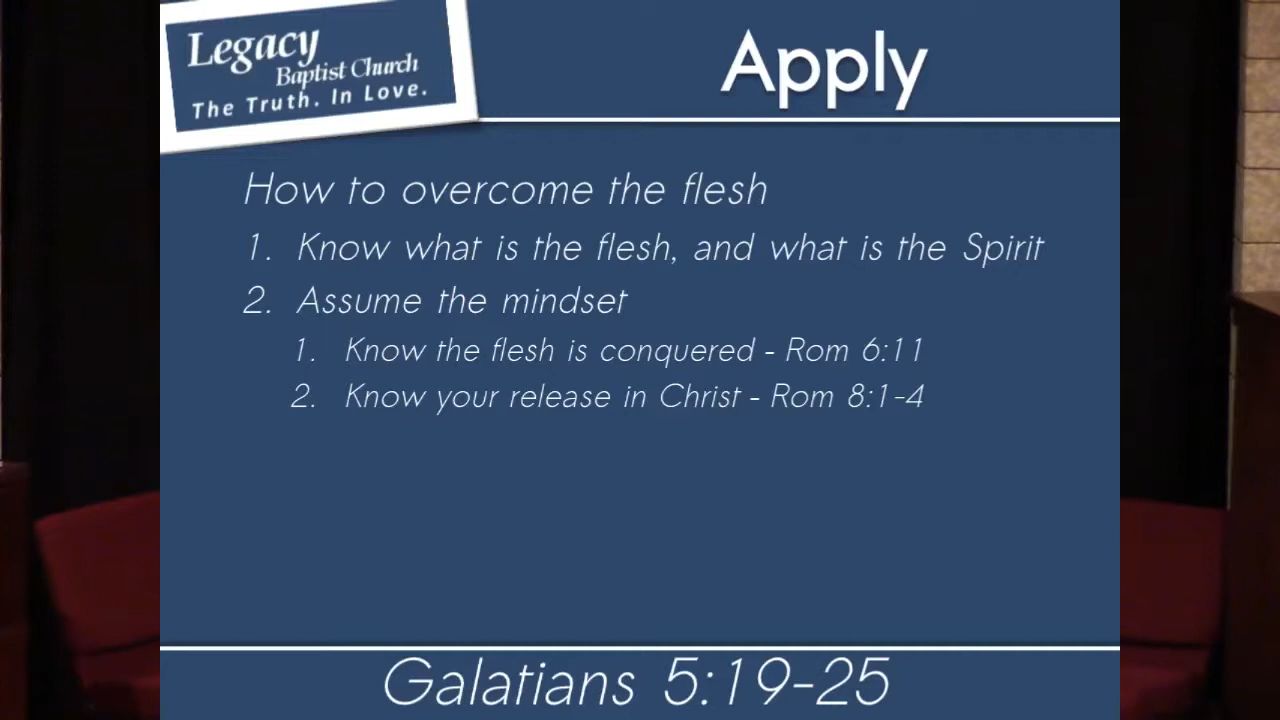 Legacy
Baptist Church
The Truth. In Love.
Apply
How to overcome the flesh
1. Know what is the flesh, and what is the Spirit
2. Assume the mindset
1. Know the flesh is conquered - Rom 6:11
2. Know your release in Christ - Rom 8:1-4
Galatians 5:19-25